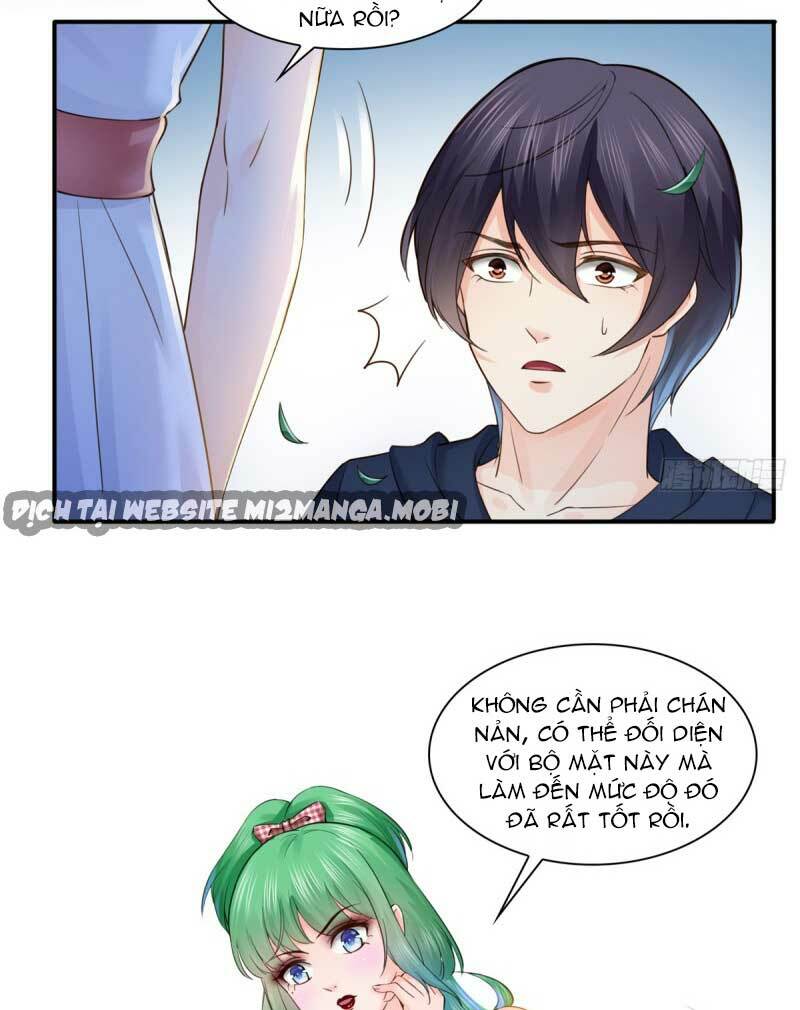 NỮA RỒI?
DỊCH TẠI WEBSITE MI2MANGA.MOBI
KHÔNG CẦN PHẢI CHÁN
NẢN, CÓ THỂ ĐỐI DIỆN
VỚI BỘ MẶT NÀY MÀ
LÀM ĐẾN MỨC ĐỘ ĐÓ
ĐÃ RẤT TỐT RỒI.